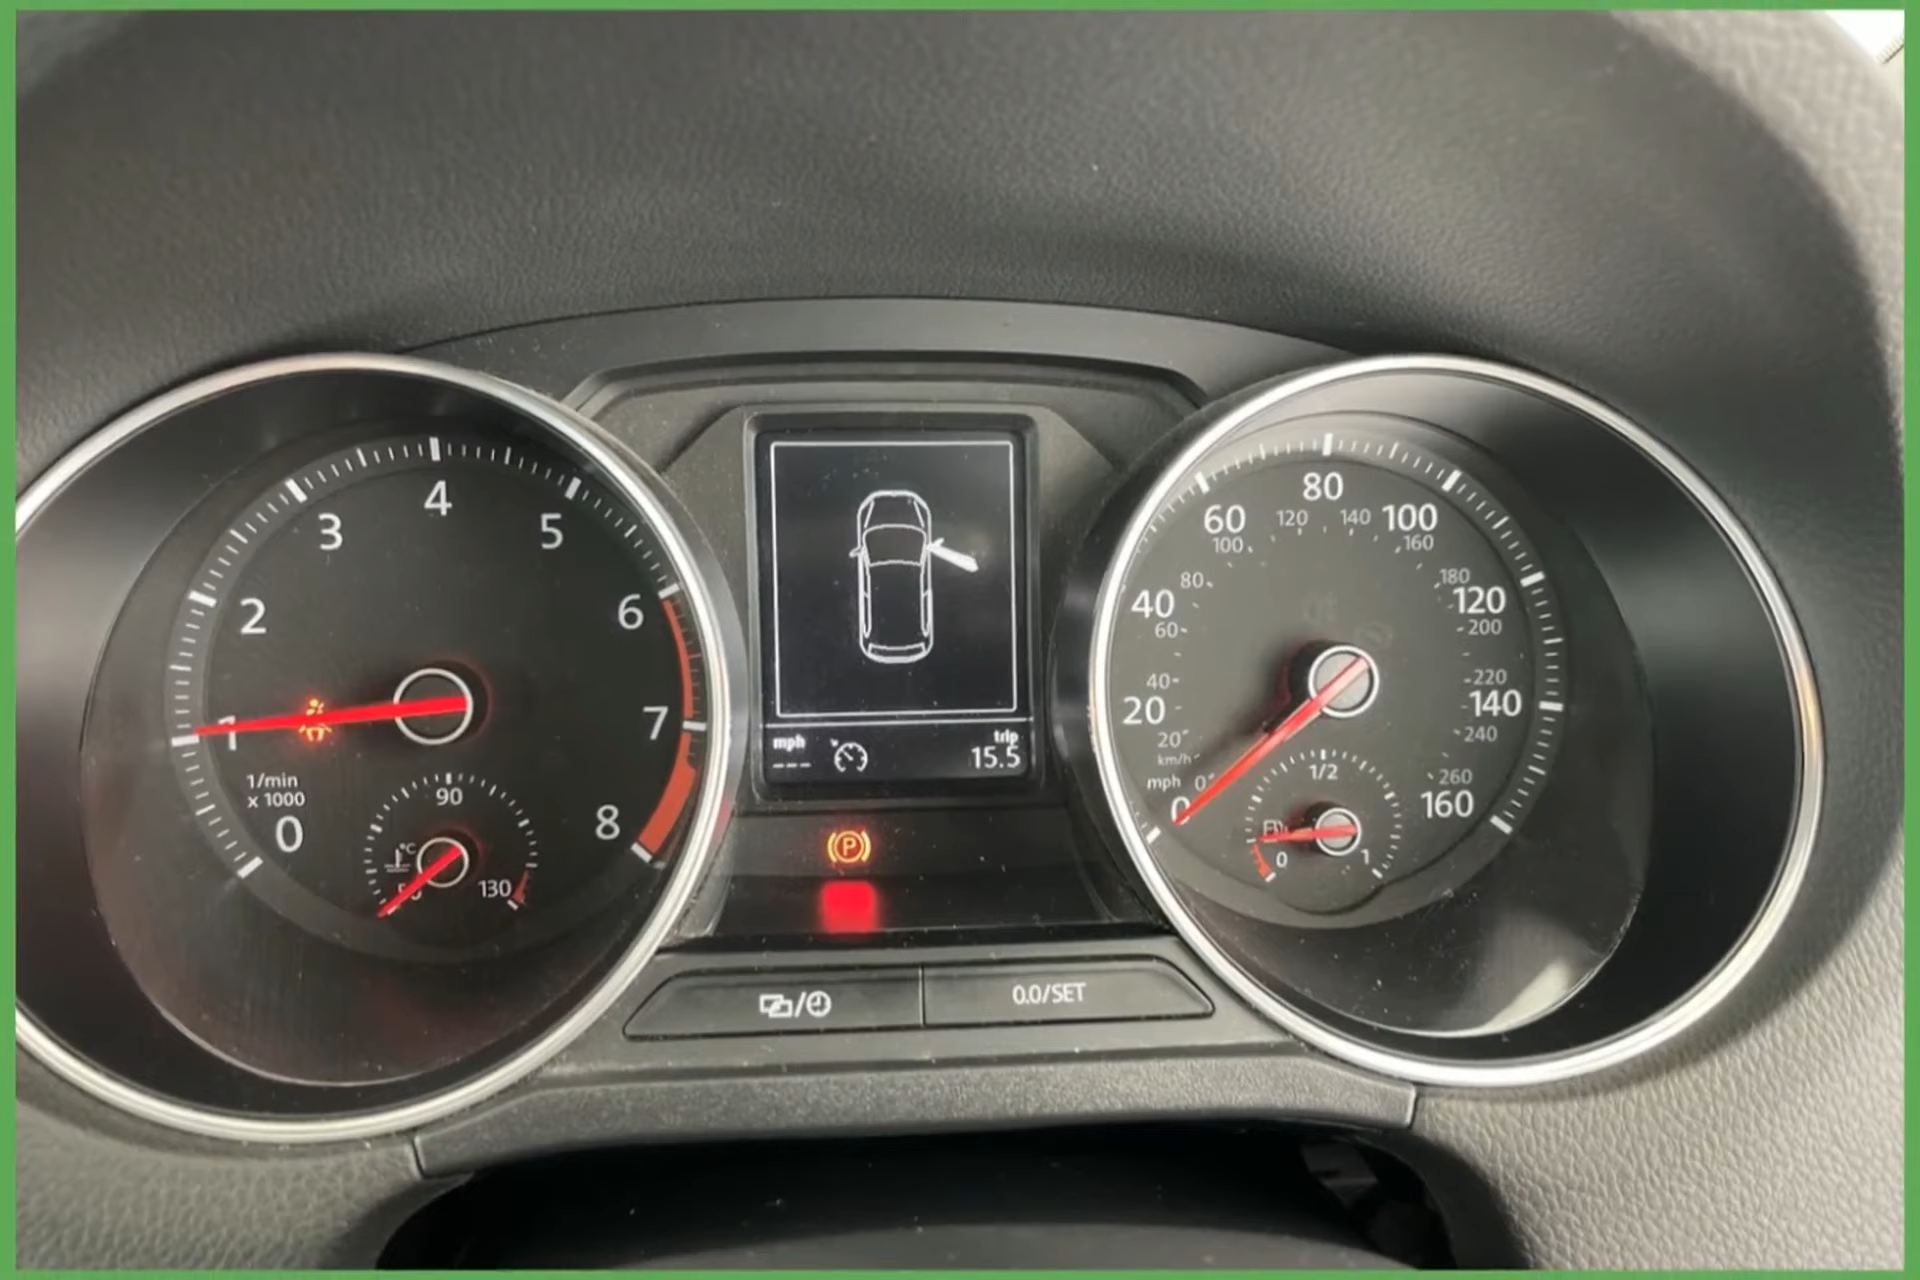 4
3
5
2
6
1
7
1/min
x 1000
0
8
90
°C
130
mph
trip
--- 15.5
P
0.0/SET
80
60 120 140 100
100 160
80 180
40 120
60 200
40 220
20 140
20 240
km/h
mph 0 260
0 160
1/2
0 1